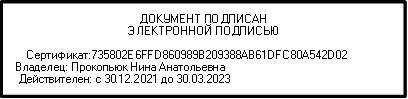 ДОКУМЕНТ ПОДПИСАН
ЭЛЕКТРОННОЙ ПОДПИСЬЮ
Сертификат:735802E6FFD860989B209388AB61DFC80A542D02
Владелец: Прокопьюк Нина Анатольевна
Действителен: с 30.12.2021 до 30.03.2023